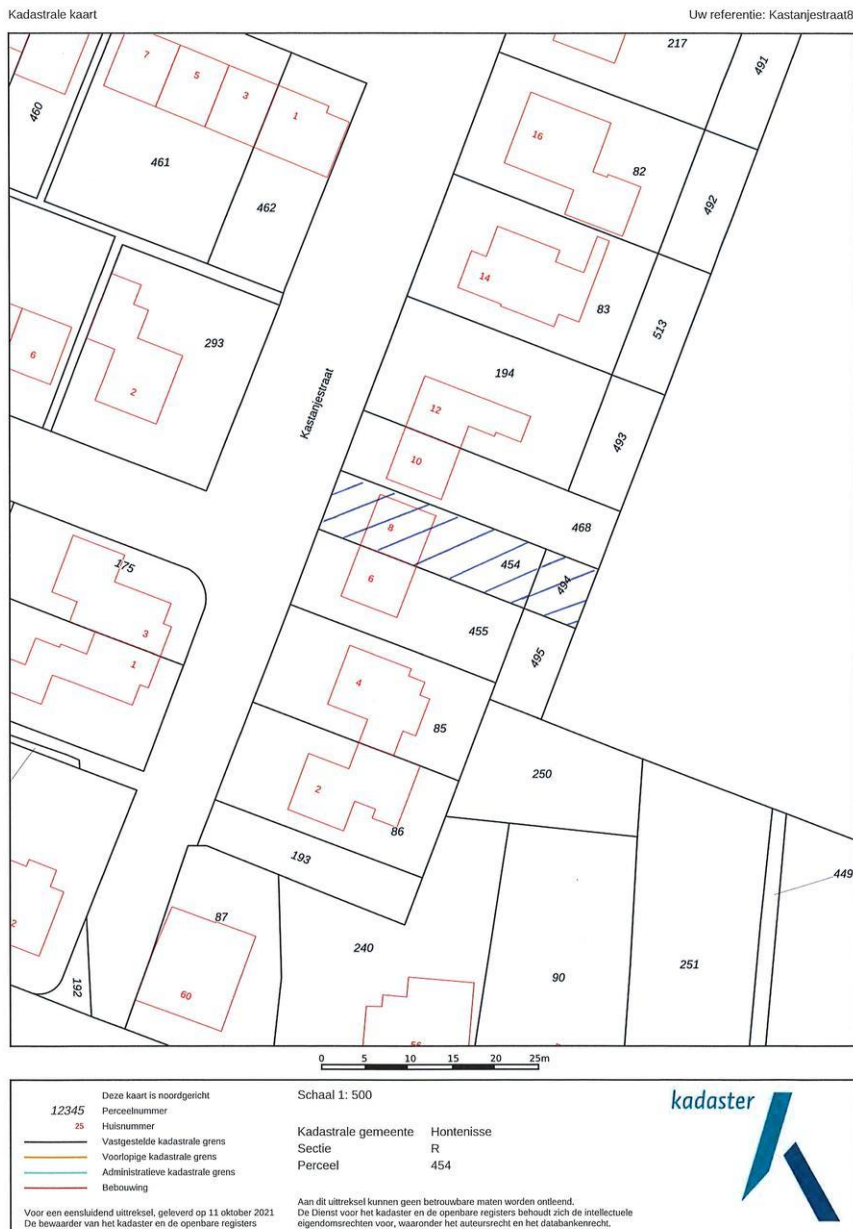 Kadastrale kaart
Uw referentie: Kastanjestraat8
217
491
7
5
3
1
460
461
462
16
82
492
14
83
513
293
6
2
194
12
10
493
Kastanjestraat
468
8
454
494
6
455
495
175
3
1
4
85
2
86
250
193
449
87
60
240
90
251
2
192
56
0 5 10 15 20 25m
Deze kaart is noordgericht
12345 Perceelnummer
25 Huisnummer
Vastgestelde kadastrale grens
Voorlopige kadastrale grens
Administratieve kadastrale grens
Bebouwing
Voor een eensluidend uittreksel, geleverd op 11 oktober 2021
De bewaarder van het kadaster en de openbare registers
Schaal 1: 500
Kadastrale gemeente Hontenisse
Sectie R
Perceel 454
Aan dit uittreksel kunnen geen betrouwbare maten worden ontleend.
De Dienst voor het kadaster en de openbare registers behoudt zich de intellectuele
eigendomsrechten voor, waaronder het auteursrecht en het databankenrecht.
kadaster